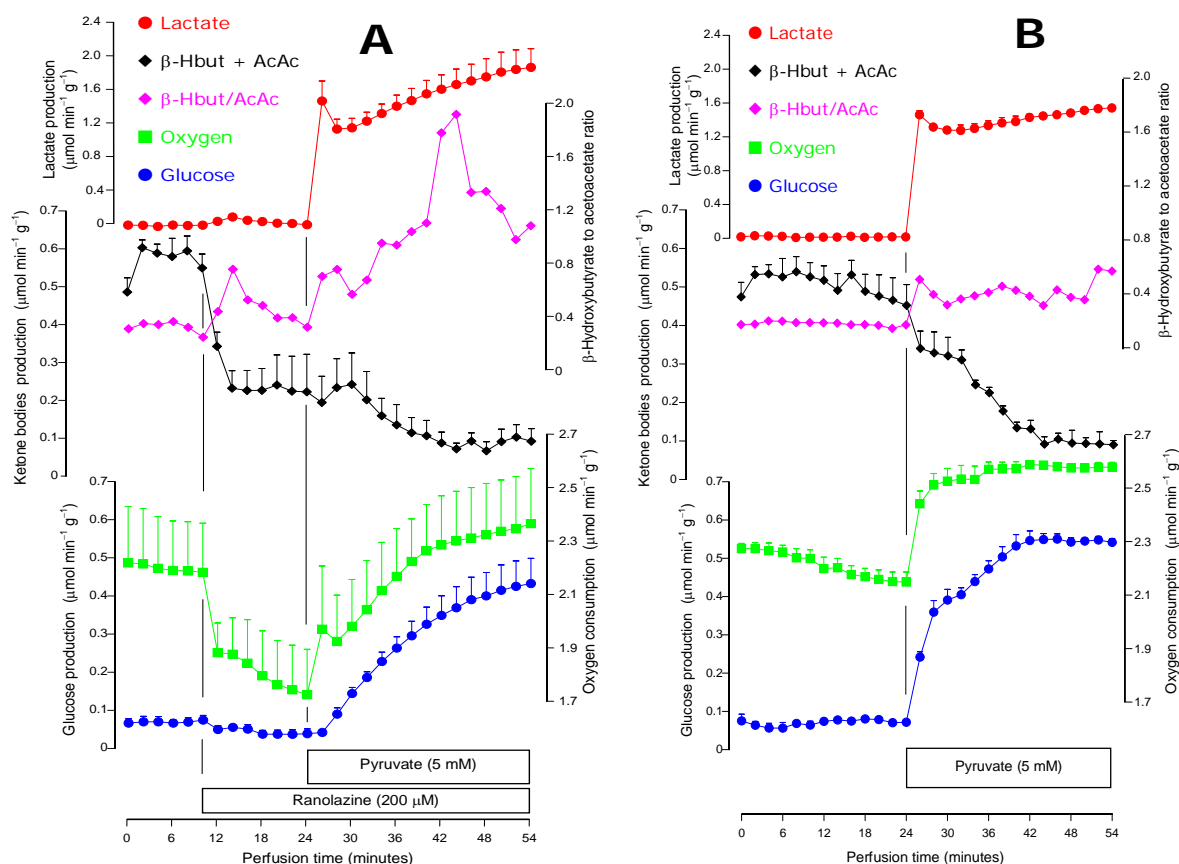 A
Lactate
β-Hbut + AcAc
β-Hbut/AcAc
Oxygen
Glucose
Lactate production
(μmol min⁻¹ g⁻¹)
2.4
2.0
1.6
1.2
0.8
0.4
0
β-Hydroxybutyrate to acetoacetate ratio
2.0
1.6
1.2
0.8
0.4
0
Ketone bodies production (μmol min⁻¹ g⁻¹)
0.7
0.6
0.5
0.4
0.3
0.2
0.1
0
Oxygen consumption (μmol min⁻¹ g⁻¹)
2.7
2.5
2.3
2.1
1.9
1.7
Glucose production (μmol min⁻¹ g⁻¹)
0.7
0.6
0.5
0.4
0.3
0.2
0.1
0
Pyruvate (5 mM)
Ranolazine (200 μM)
0 6 12 18 24 30 36 42 48 54
Perfusion time (minutes)
B
Lactate
β-Hbut + AcAc
β-Hbut/AcAc
Oxygen
Glucose
Lactate production
(μmol min⁻¹ g⁻¹)
2.4
2.0
1.6
1.2
0.8
0.4
0
β-Hydroxybutyrate to acetoacetate ratio
2.0
1.6
1.2
0.8
0.4
0
Ketone bodies production (μmol min⁻¹ g⁻¹)
0.7
0.6
0.5
0.4
0.3
0.2
0.1
0
Oxygen consumption (μmol min⁻¹ g⁻¹)
2.7
2.5
2.3
2.1
1.9
1.7
Glucose production (μmol min⁻¹ g⁻¹)
0.7
0.6
0.5
0.4
0.3
0.2
0.1
0
Pyruvate (5 mM)
0 6 12 18 24 30 36 42 48 54
Perfusion time (minutes)